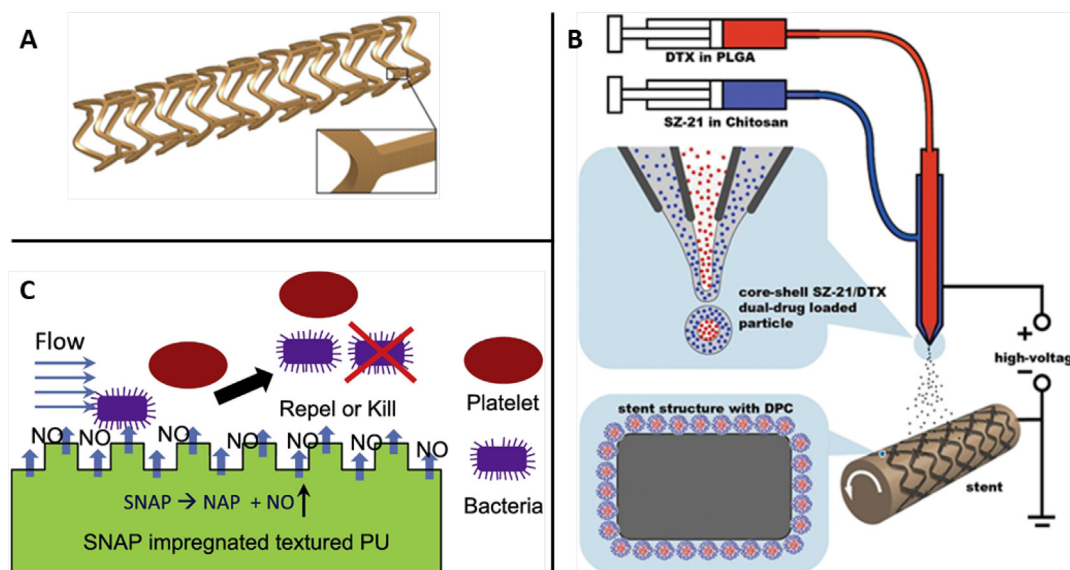 A
B
DTX in PLGA
SZ-21 in Chitosan
core-shell SZ-21/DTX
dual-drug loaded
particle
+
high-voltage
−
stent structure with DPC
stent
C
Flow
Repel or Kill
Platelet
NO NO NO NO NO NO NO
SNAP → NAP + NO ↑
Bacteria
SNAP impregnated textured PU